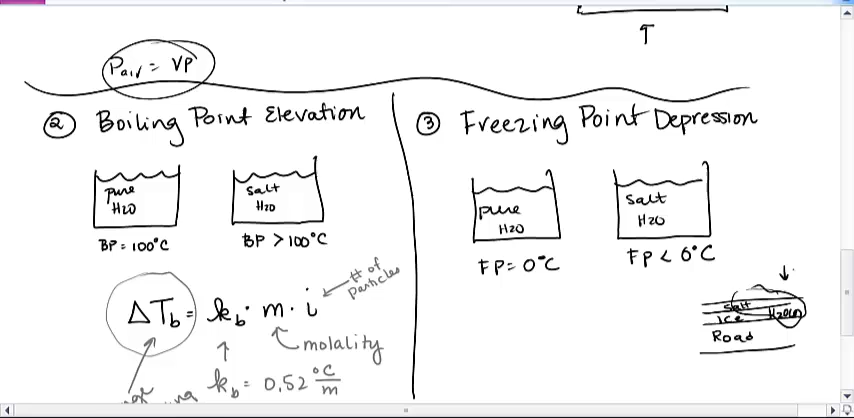 T
Pair = VP
② Boiling Point Elevation
pure
H2O
BP = 100°C
salt
H2O
BP > 100°C
ΔTb = kb · m · i
# of
particles
molality
kb = 0.52 °C/m
③ Freezing Point Depression
pure
H2O
FP = 0°C
salt
H2O
FP < 0°C
salt
H2O(l)
Ice
Road